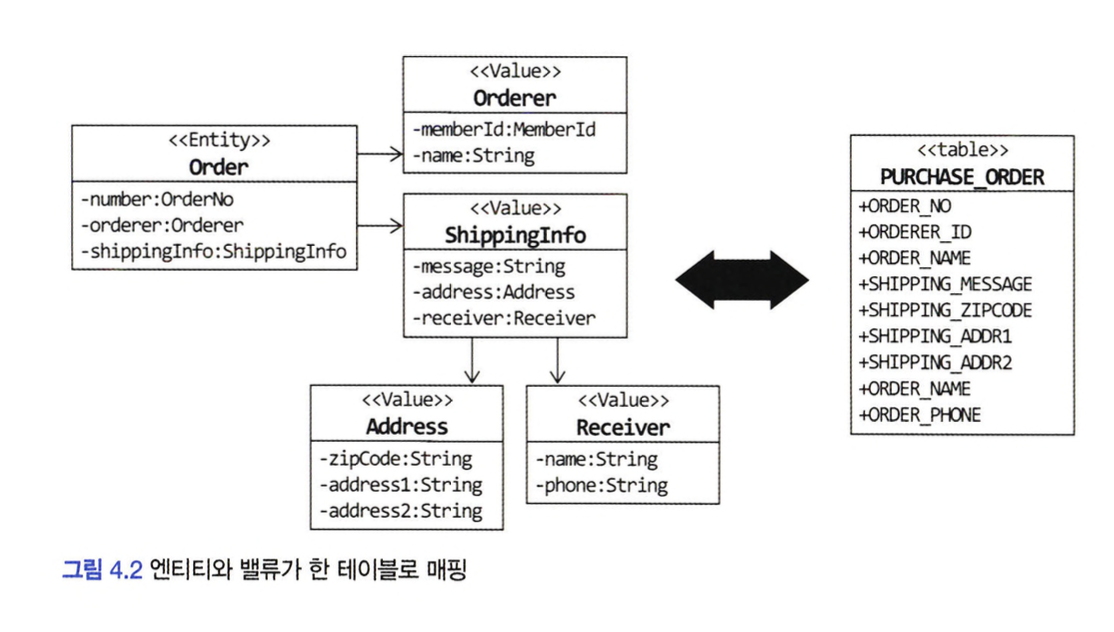 <<Value>>
Orderer
-memberId:MemberId
-name:String
<<Entity>>
Order
-number:OrderNo
-orderer:Orderer
-shippingInfo:ShippingInfo
<<Value>>
ShippingInfo
-message:String
-address:Address
-receiver:Receiver
<<Value>>
Address
-zipCode:String
-address1:String
-address2:String
<<Value>>
Receiver
-name:String
-phone:String
<<table>>
PURCHASE_ORDER
+ORDER_NO
+ORDERER_ID
+ORDER_NAME
+SHIPPING_MESSAGE
+SHIPPING_ZIPCODE
+SHIPPING_ADDR1
+SHIPPING_ADDR2
+ORDER_NAME
+ORDER_PHONE
그림 4.2 엔티티와 밸류가 한 테이블로 매핑